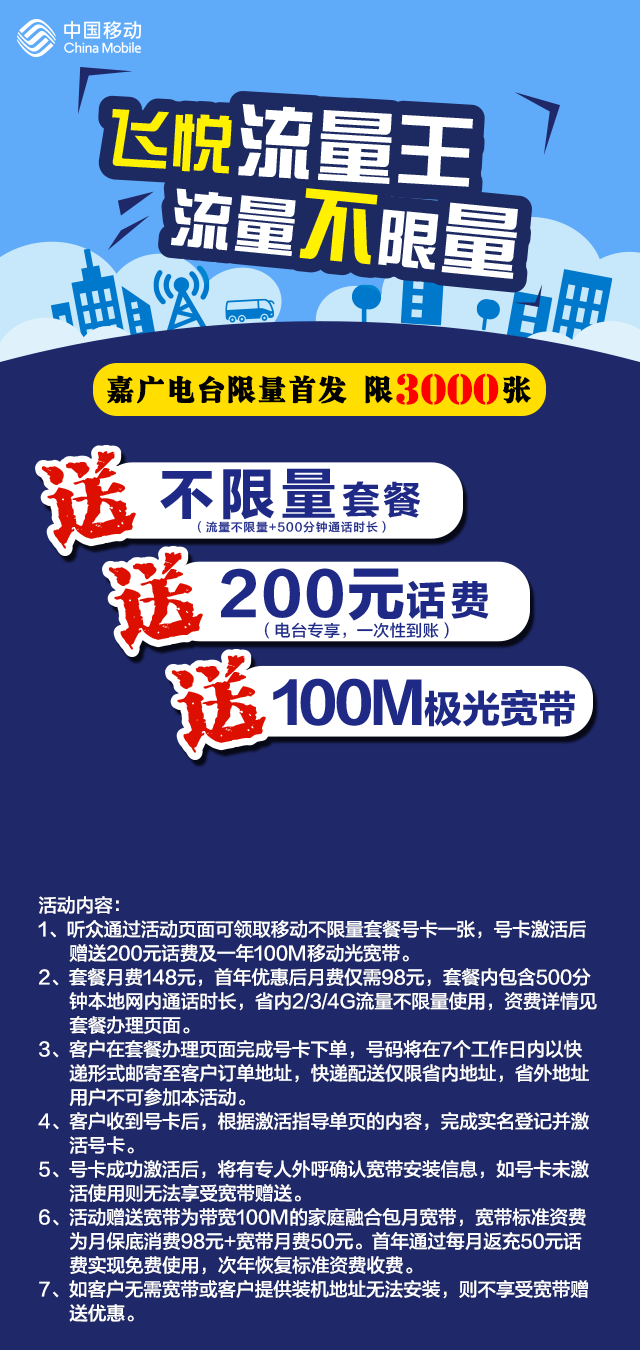 中国移动
China Mobile
飞悦流量王
流量不限量
嘉广电台限量首发 限3000张
送 不限量套餐
（流量不限量+500分钟通话时长）
送 200元话费
（电台专享，一次性到账）
送 100M极光宽带
活动内容：
1、听众通过活动页面可领取移动不限量套餐号卡一张，号卡激活后
赠送200元话费及一年100M移动光宽带。
2、套餐月费148元，首年优惠后月费仅需98元，套餐内包含500分
钟本地网内通话时长，省内2/3/4G流量不限量使用，资费详情见
套餐办理页面。
3、客户在套餐办理页面完成号卡下单，号码将在7个工作日内以快
递形式邮寄至客户订单地址，快递配送仅限省内地址，省外地址
用户不可参加本活动。
4、客户收到号卡后，根据激活指导单页的内容，完成实名登记并激
活号卡。
5、号卡成功激活后，将有专人外呼确认宽带安装信息，如号卡未激
活使用则无法享受宽带赠送。
6、活动赠送宽带为带宽100M的家庭融合包月宽带，宽带标准资费
为月保底消费98元+宽带月费50元。首年通过每月返充50元话
费实现免费使用，次年恢复标准资费收费。
7、如客户无需宽带或客户提供装机地址无法安装，则不享受宽带赠
送优惠。